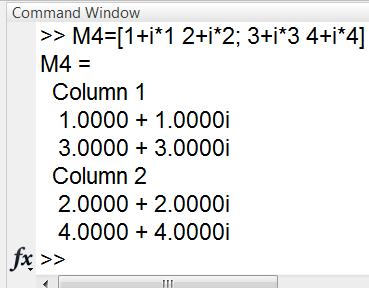 Command Window
>> M4=[1+i*1 2+i*2; 3+i*3 4+i*4]
M4 =
Column 1
1.0000 + 1.0000i
3.0000 + 3.0000i
Column 2
2.0000 + 2.0000i
4.0000 + 4.0000i
fx >>